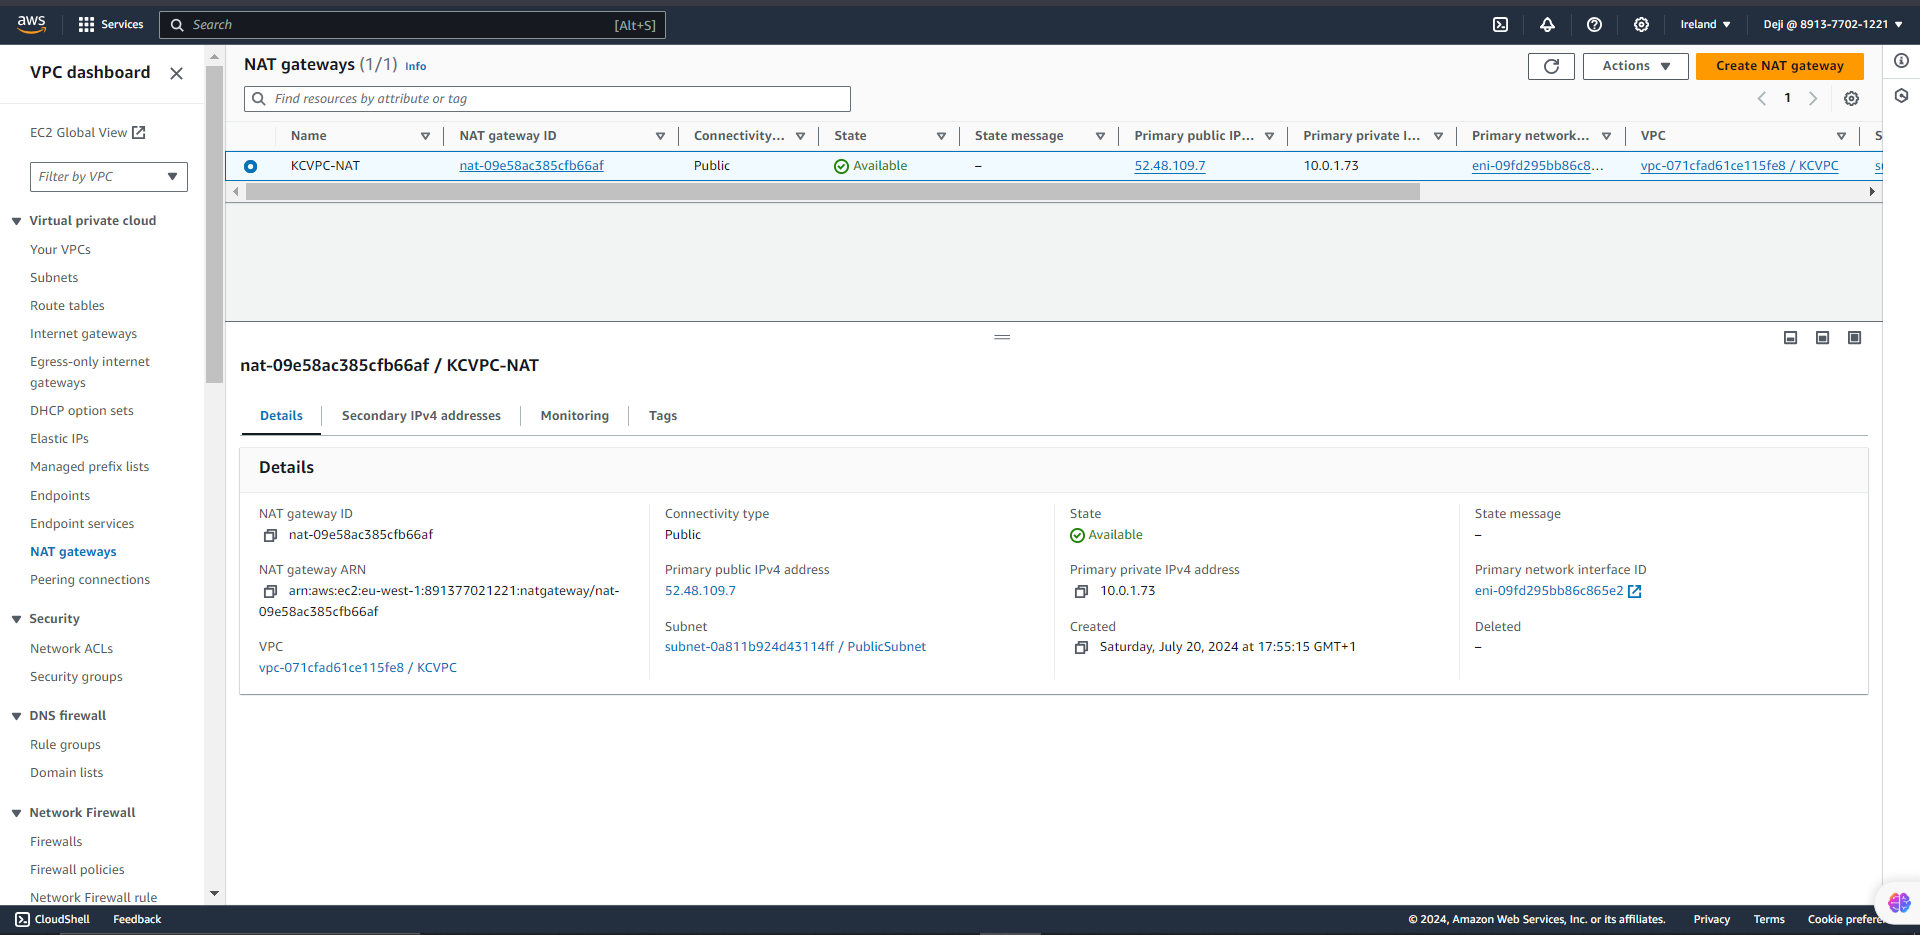 aws
Services
Search
[Alt+S]
Ireland
Deji @ 8913-7702-1221
VPC dashboard
EC2 Global View
Filter by VPC
Virtual private cloud
Your VPCs
Subnets
Route tables
Internet gateways
Egress-only internet
gateways
DHCP option sets
Elastic IPs
Managed prefix lists
Endpoints
Endpoint services
NAT gateways
Peering connections
Security
Network ACLs
Security groups
DNS firewall
Rule groups
Domain lists
Network Firewall
Firewalls
Firewall policies
Network Firewall rule
NAT gateways (1/1) Info
Actions
Create NAT gateway
Find resources by attribute or tag
1
Name NAT gateway ID Connectivity... State State message Primary public IP... Primary private I... Primary network... VPC S
KCVPC-NAT nat-09e58ac385cfb66af Public Available – 52.48.109.7 10.0.1.73 eni-09fd295bb86c8... vpc-071cfad61ce115fe8 / KCVPC s
nat-09e58ac385cfb66af / KCVPC-NAT
Details Secondary IPv4 addresses Monitoring Tags
Details
NAT gateway ID
nat-09e58ac385cfb66af
NAT gateway ARN
arn:aws:ec2:eu-west-1:891377021221:natgateway/nat-
09e58ac385cfb66af
VPC
vpc-071cfad61ce115fe8 / KCVPC
Connectivity type
Public
Primary public IPv4 address
52.48.109.7
Subnet
subnet-0a811b924d43114ff / PublicSubnet
State
Available
Primary private IPv4 address
10.0.1.73
Created
Saturday, July 20, 2024 at 17:55:15 GMT+1
State message
–
Primary network interface ID
eni-09fd295bb86c865e2
Deleted
–
CloudShell Feedback
© 2024, Amazon Web Services, Inc. or its affiliates. Privacy Terms Cookie prefere